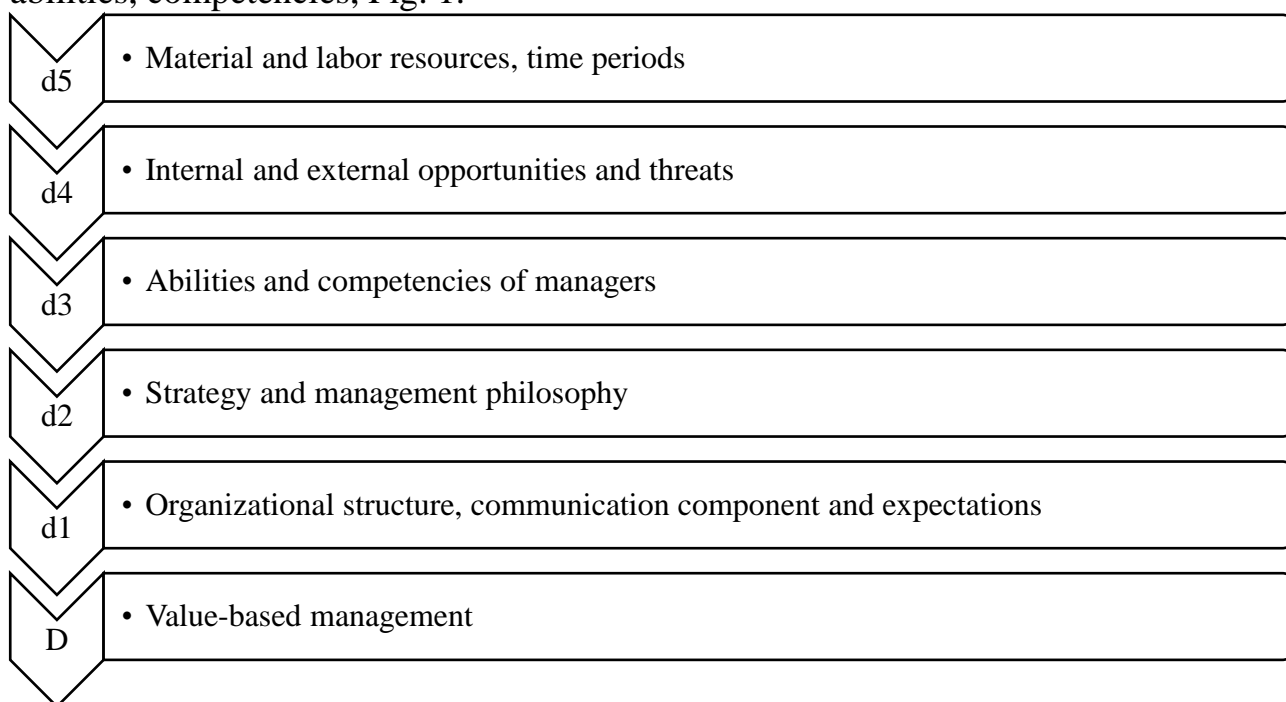 abilities, competencies, Fig. 1.
d5
• Material and labor resources, time periods
d4
• Internal and external opportunities and threats
d3
• Abilities and competencies of managers
d2
• Strategy and management philosophy
d1
• Organizational structure, communication component and expectations
D
• Value-based management